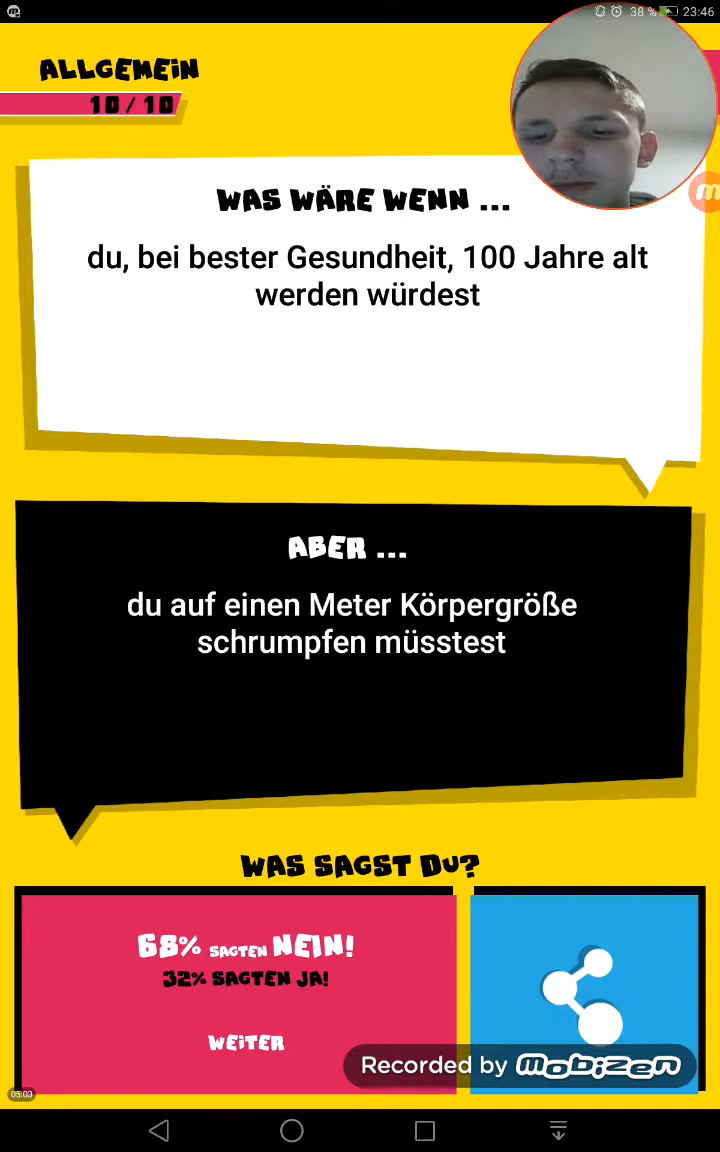 38 % 23:46
ALLGEMEiN
10/10
WAS WÄRE WENN ...
du, bei bester Gesundheit, 100 Jahre alt
werden würdest
ABER ...
du auf einen Meter Körpergröße
schrumpfen müsstest
WAS SAGST DU?
68% SAGTEN NEIN!
32% SAGTEN JA!
WEiTER
Recorded by mobizen
05:03